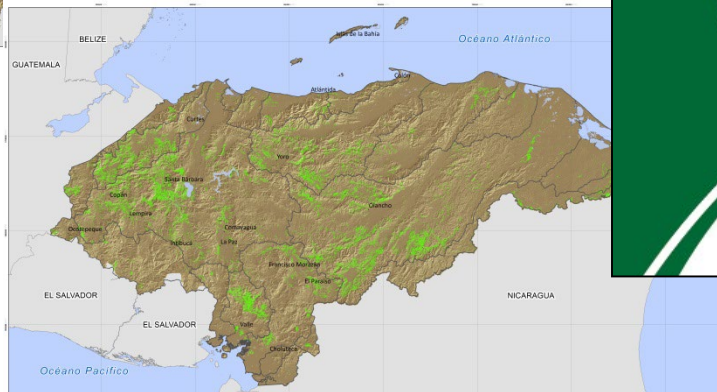 Islas de la Bahía
Océano Atlántico
BELIZE
GUATEMALA
Colón
Atlántida
Cortés
Yoro
Santa Bárbara
Copán
Olancho
Lempira
Ocotepeque
Comayagua
Intibucá
La Paz
Francisco Morazán
El Paraíso
EL SALVADOR
NICARAGUA
EL SALVADOR
Valle
Choluteca
Océano Pacífico